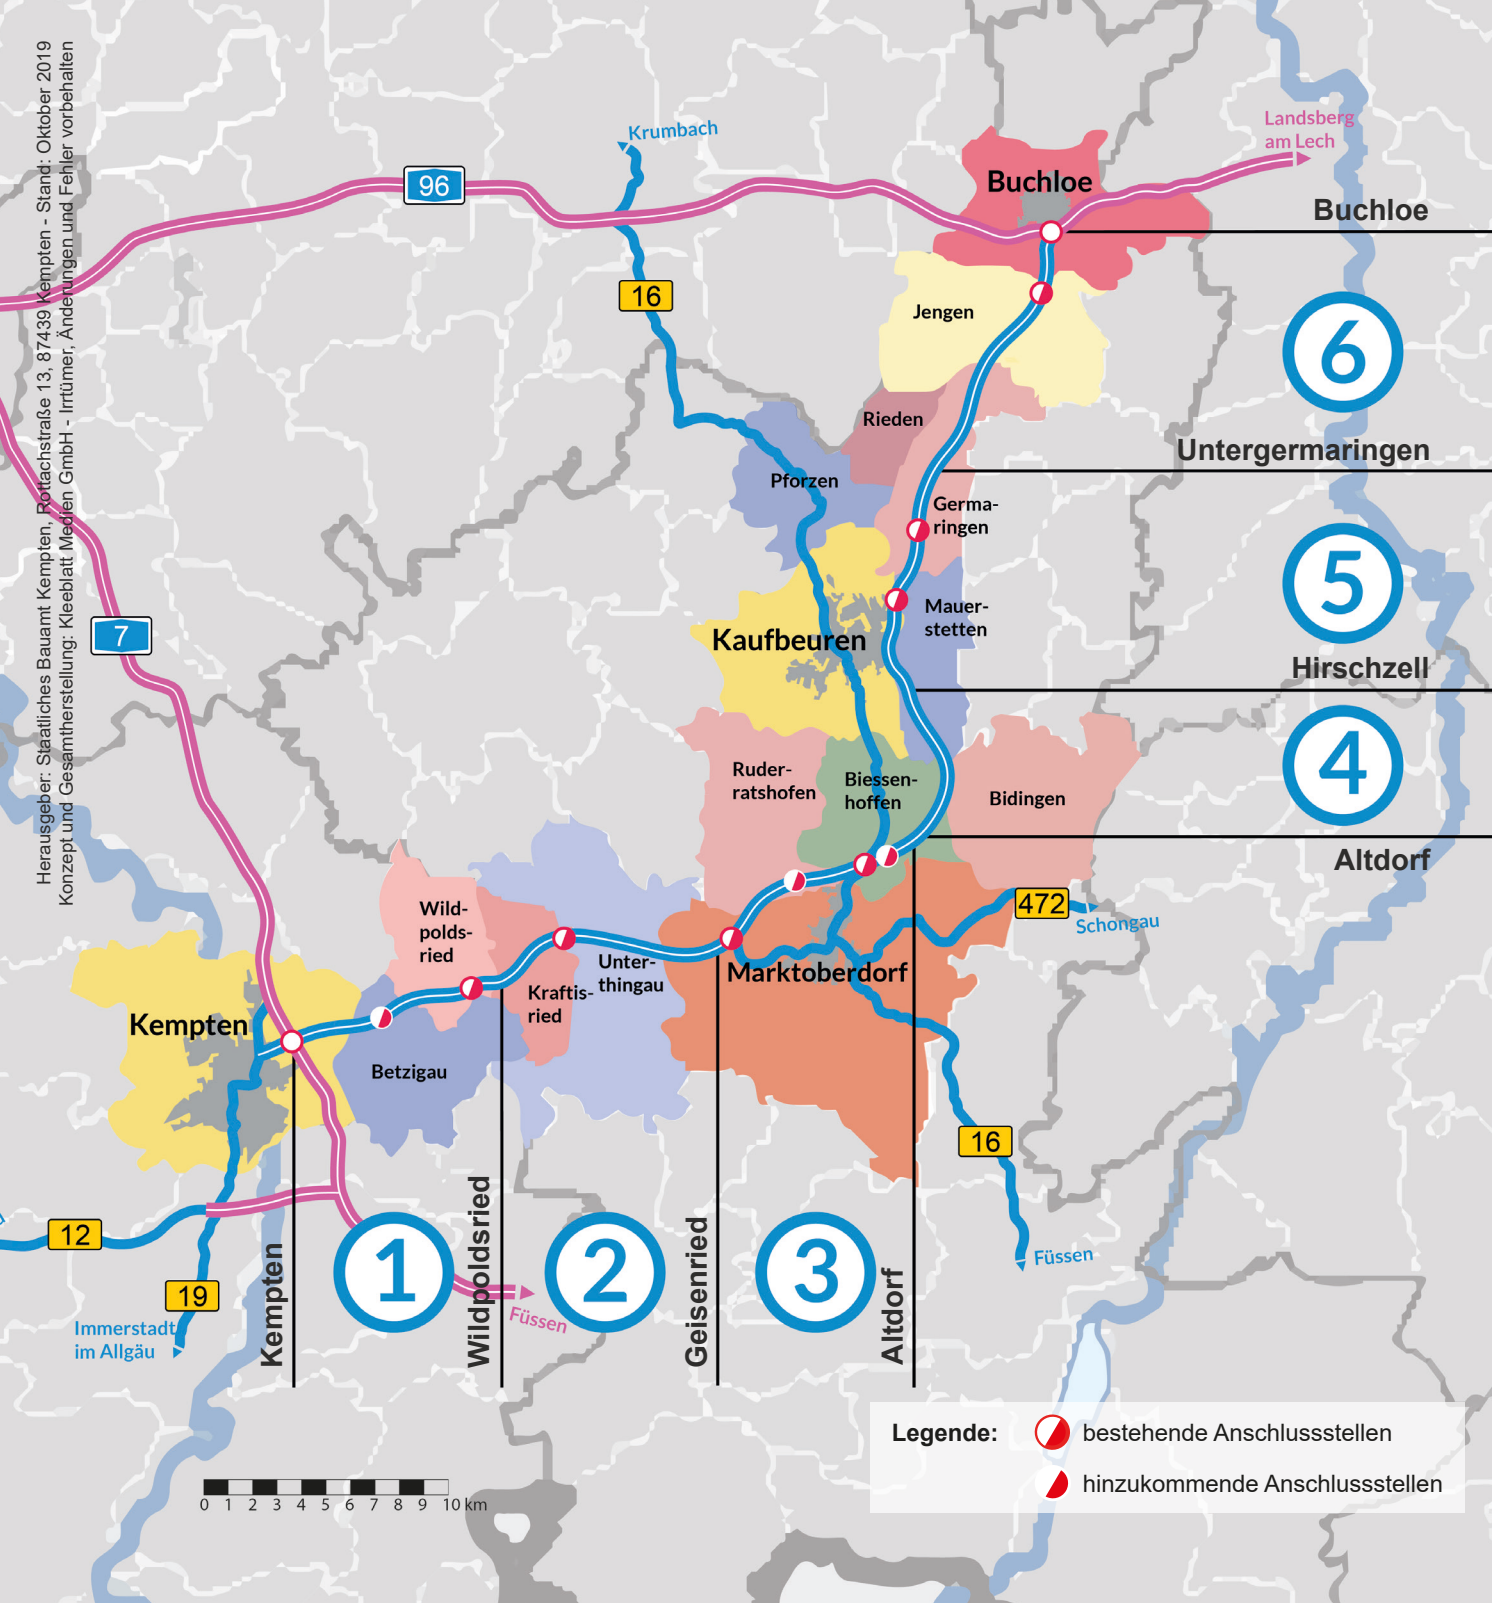 Herausgeber: Staatliches Bauamt Kempten, Rottachstraße 13, 87439 Kempten - Stand: Oktober 2019
Konzept und Gesamtherstellung: Kleeblatt Medien GmbH - Irrtümer, Änderungen und Fehler vorbehalten
Krumbach
Landsberg
am Lech
96
Buchloe
Buchloe
16
Jengen
6
Rieden
Untergermaringen
Pforzen
Germa-
ringen
5
7
Mauer-
stetten
Kaufbeuren
Hirschzell
4
Ruder-
ratshofen
Biessen-
hoffen
Bidingen
Altdorf
472
Schongau
Wild-
polds-
ried
Unter-
thingau
Marktoberdorf
Kraftis-
ried
Kempten
Betzigau
16
12
19
Immerstadt
im Allgäu
Kempten
1
Wildpoldsried
Füssen
2
Geisenried
3
Altdorf
Füssen
Legende:
bestehende Anschlussstellen
hinzukommende Anschlussstellen
0 1 2 3 4 5 6 7 8 9 10 km